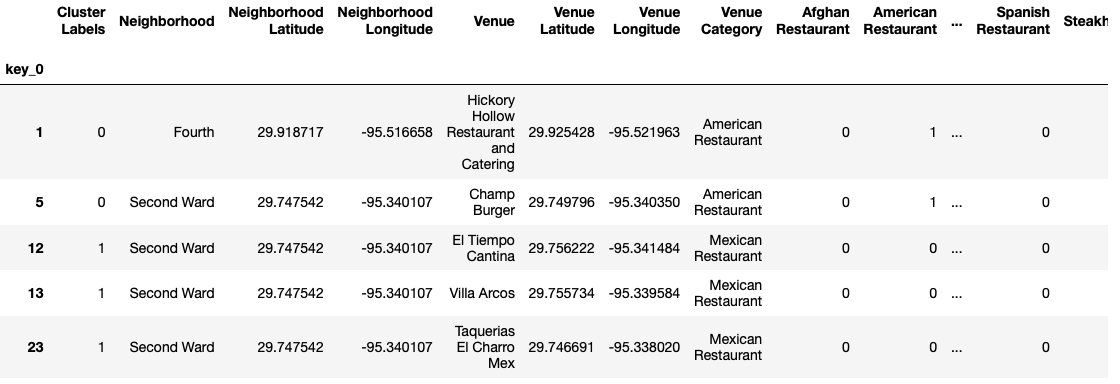 Cluster Labels Neighborhood Neighborhood Latitude Neighborhood Longitude Venue Venue Latitude Venue Longitude Venue Category Afghan Restaurant American Restaurant ... Spanish Restaurant
key_0
1 0 Fourth 29.918717 -95.516658 Hickory Hollow Restaurant and Catering 29.925428 -95.521963 American Restaurant 0 1 ... 0
5 0 Second Ward 29.747542 -95.340107 Champ Burger 29.749796 -95.340350 American Restaurant 0 1 ... 0
12 1 Second Ward 29.747542 -95.340107 El Tiempo Cantina 29.756222 -95.341484 Mexican Restaurant 0 0 ... 0
13 1 Second Ward 29.747542 -95.340107 Villa Arcos 29.755734 -95.339584 Mexican Restaurant 0 0 ... 0
23 1 Second Ward 29.747542 -95.340107 Taquerias El Charro Mex 29.746691 -95.338020 Mexican Restaurant 0 0 ... 0